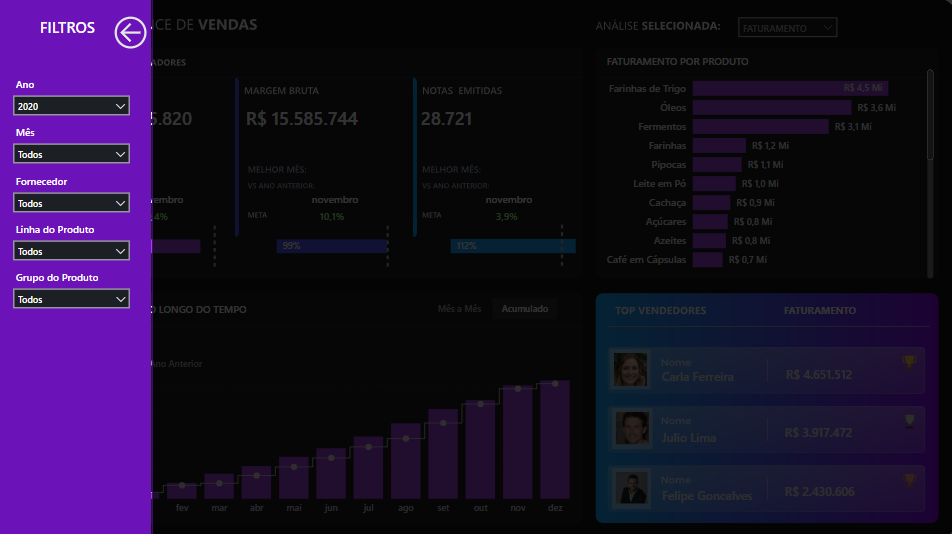 FILTROS
Ano
2020
Mês
Todos
Fornecedor
Todos
Linha do Produto
Todos
Grupo do Produto
Todos
CE DE VENDAS
ANÁLISE SELECIONADA:
FATURAMENTO
ADORES
5.820
embro
4%
MARGEM BRUTA
R$ 15.585.744
MELHOR MÊS:
VS ANO ANTERIOR:
novembro
META
10,1%
99%
NOTAS EMITIDAS
28.721
MELHOR MÊS:
VS ANO ANTERIOR:
novembro
META
3,9%
112%
FATURAMENTO POR PRODUTO
Farinhas de Trigo R$ 4,5 Mi
Óleos R$ 3,6 Mi
Fermentos R$ 3,1 Mi
Farinhas R$ 1,2 Mi
Pipocas R$ 1,1 Mi
Leite em Pó R$ 1,0 Mi
Cachaça R$ 0,9 Mi
Açúcares R$ 0,8 Mi
Azeites R$ 0,8 Mi
Café em Cápsulas R$ 0,7 Mi
O LONGO DO TEMPO
Mês a Mês
Acumulado
Ano Anterior
fev mar abr mai jun jul ago set out nov dez
TOP VENDEDORES FATURAMENTO
Nome
Carla Ferreira
R$ 4.651.512
Nome
Julio Lima
R$ 3.917.472
Nome
Felipe Goncalves
R$ 2.430.606